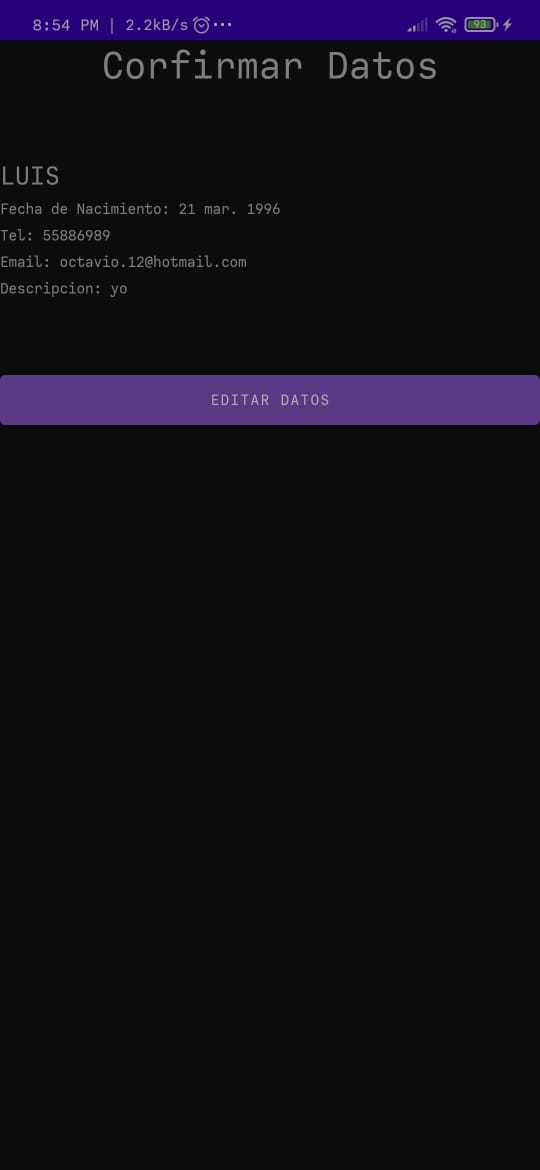 8:54 PM | 2.2kB/s ...
93
Corfirmar Datos
LUIS
Fecha de Nacimiento: 21 mar. 1996
Tel: 55886989
Email: octavio.12@hotmail.com
Descripcion: yo
EDITAR DATOS